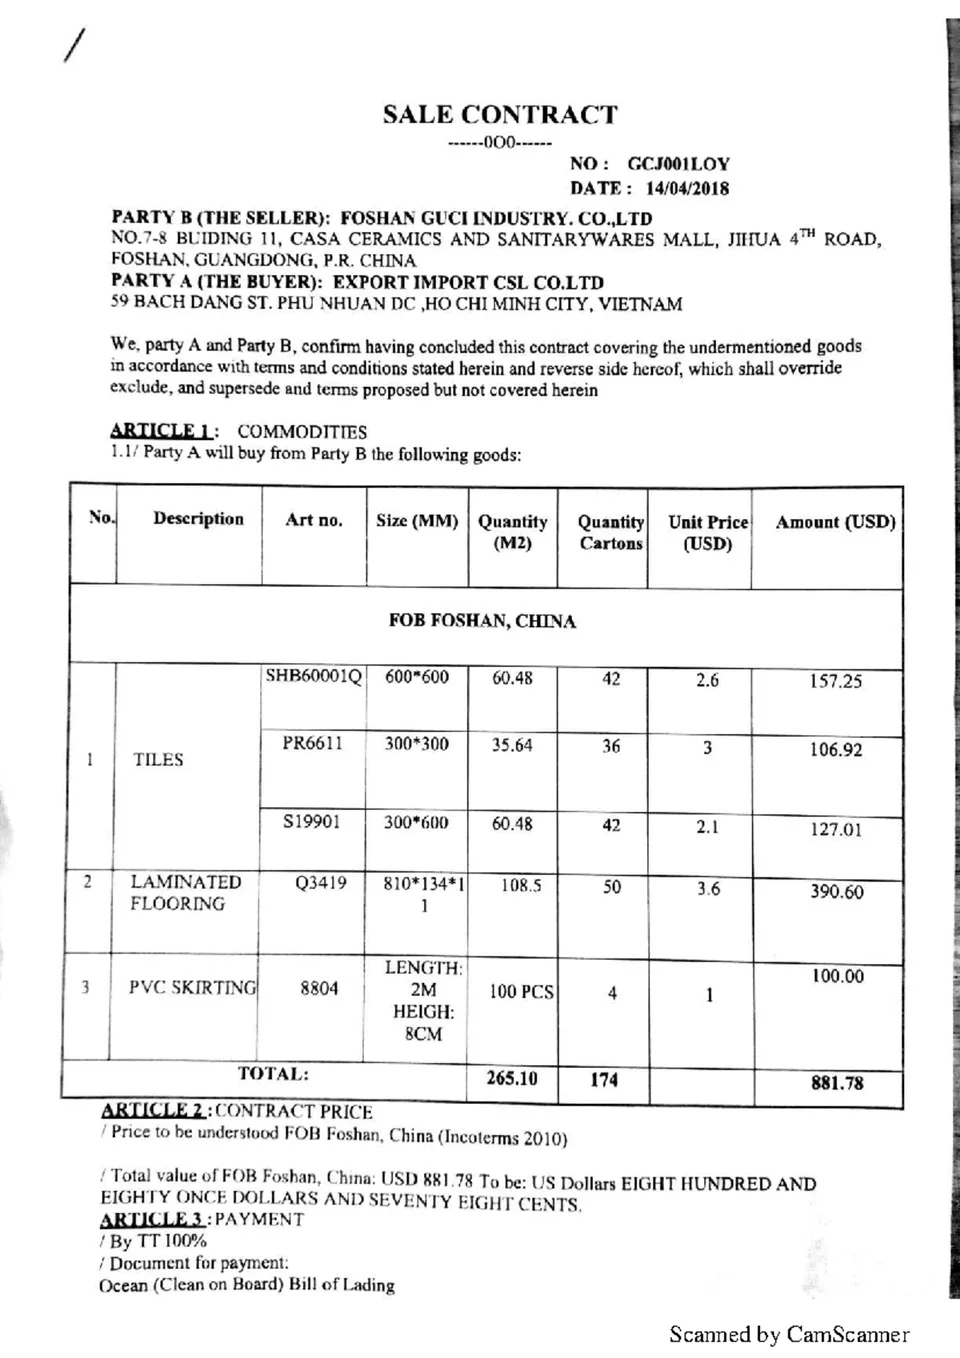 /
SALE CONTRACT
------000------
NO : GCJ001LOY
DATE : 14/04/2018
PARTY B (THE SELLER): FOSHAN GUCI INDUSTRY. CO.,LTD
NO.7-8 BUIDING 11, CASA CERAMICS AND SANITARYWARES MALL, JIHUA 4TH ROAD,
FOSHAN, GUANGDONG, P.R. CHINA
PARTY A (THE BUYER): EXPORT IMPORT CSL CO.LTD
59 BACH DANG ST. PHU NHUAN DC ,HO CHI MINH CITY, VIETNAM
We, party A and Party B, confirm having concluded this contract covering the undermentioned goods
in accordance with terms and conditions stated herein and reverse side hereof, which shall override
exclude, and supersede and terms proposed but not covered herein
ARTICLE 1 : COMMODITIES
1.1/ Party A will buy from Party B the following goods:
No. Description Art no. Size (MM) Quantity (M2) Quantity Cartons Unit Price (USD) Amount (USD)
FOB FOSHAN, CHINA
1 TILES SHB60001Q 600*600 60.48 42 2.6 157.25
PR6611 300*300 35.64 36 3 106.92
S19901 300*600 60.48 42 2.1 127.01
2 LAMINATED FLOORING Q3419 810*134*11 108.5 50 3.6 390.60
3 PVC SKIRTING 8804 LENGTH: 2M HEIGH: 8CM 100 PCS 4 1 100.00
TOTAL: 265.10 174 881.78
ARTICLE 2 : CONTRACT PRICE
/ Price to be understood FOB Foshan, China (Incoterms 2010)
/ Total value of FOB Foshan, China: USD 881.78 To be: US Dollars EIGHT HUNDRED AND
EIGHTY ONCE DOLLARS AND SEVENTY EIGHT CENTS.
ARTICLE 3 : PAYMENT
/ By TT 100%
/ Document for payment:
Ocean (Clean on Board) Bill of Lading
Scanned by CamScanner